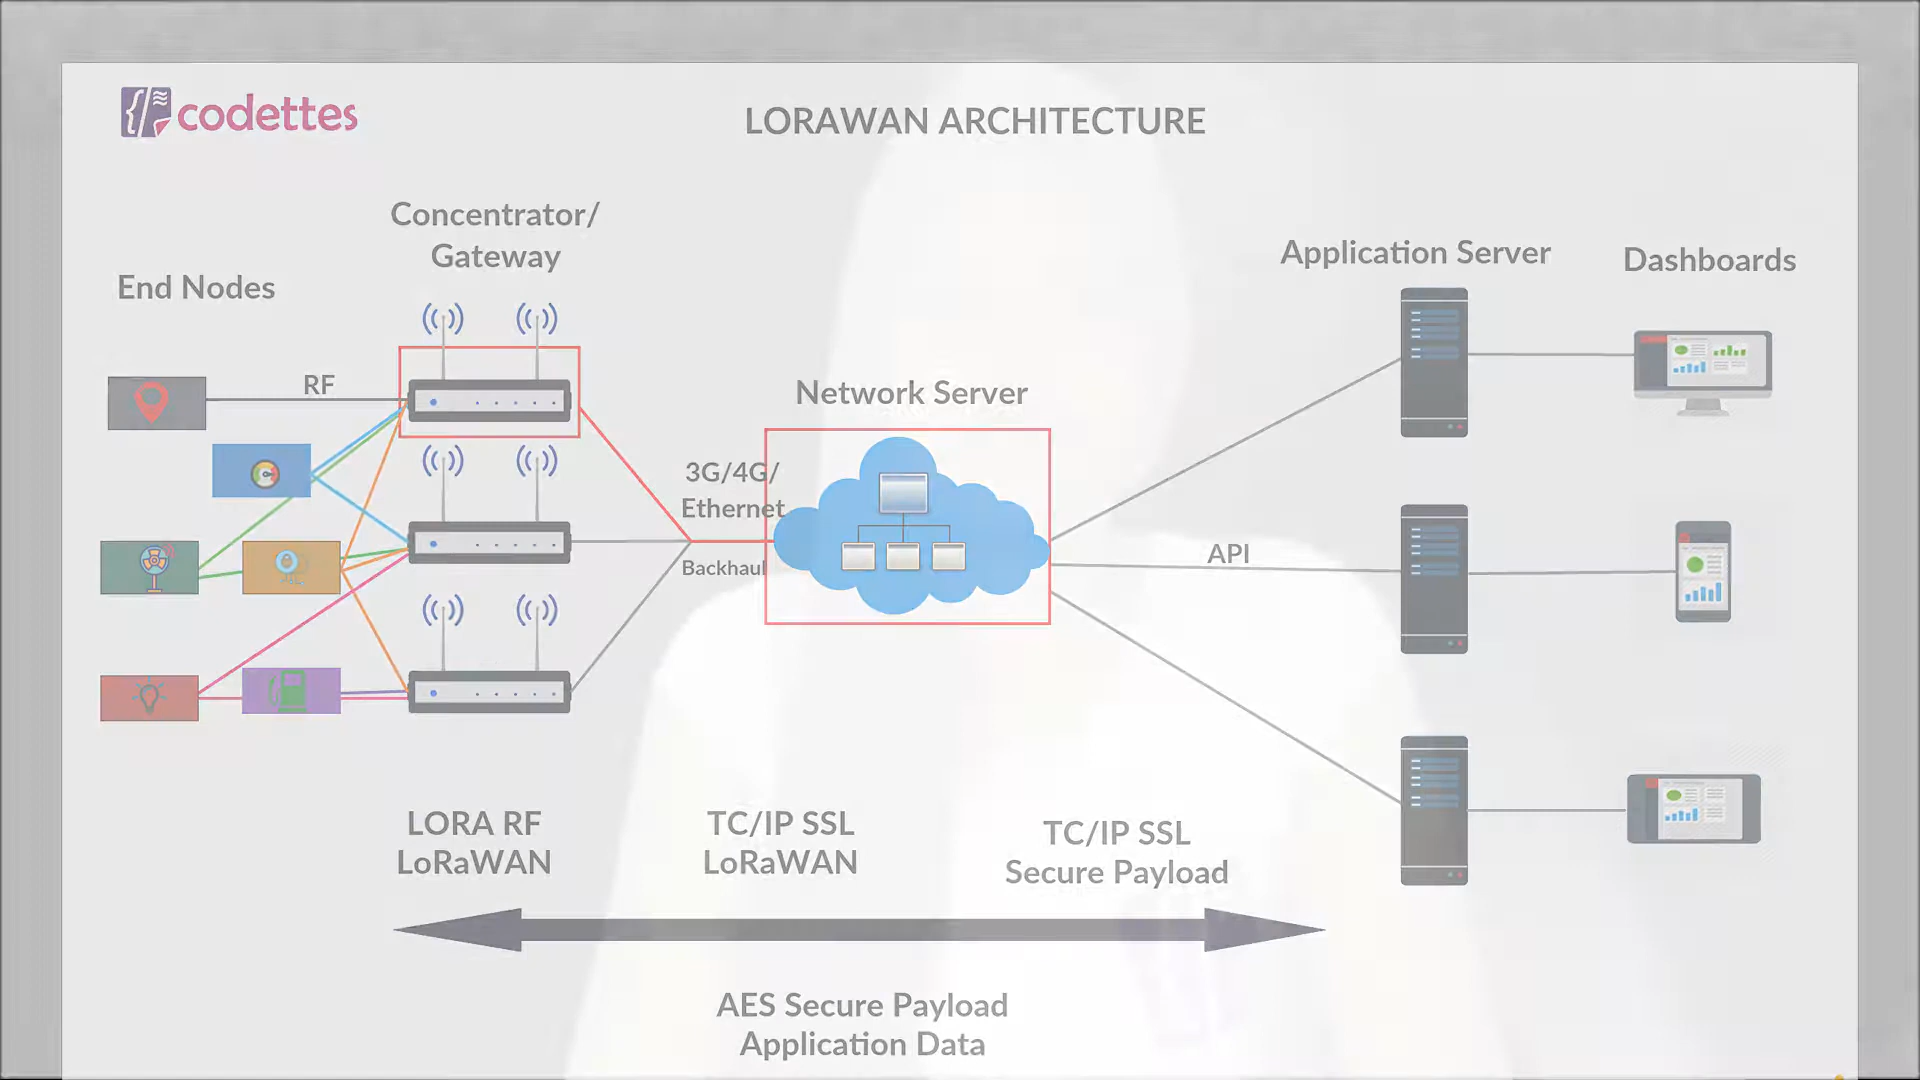 codettes
LORAWAN ARCHITECTURE
Concentrator/
Gateway
End Nodes
Application Server
Dashboards
RF
Network Server
3G/4G/
Ethernet
Backhaul
API
LORA RF
LoRaWAN
TC/IP SSL
LoRaWAN
TC/IP SSL
Secure Payload
AES Secure Payload
Application Data